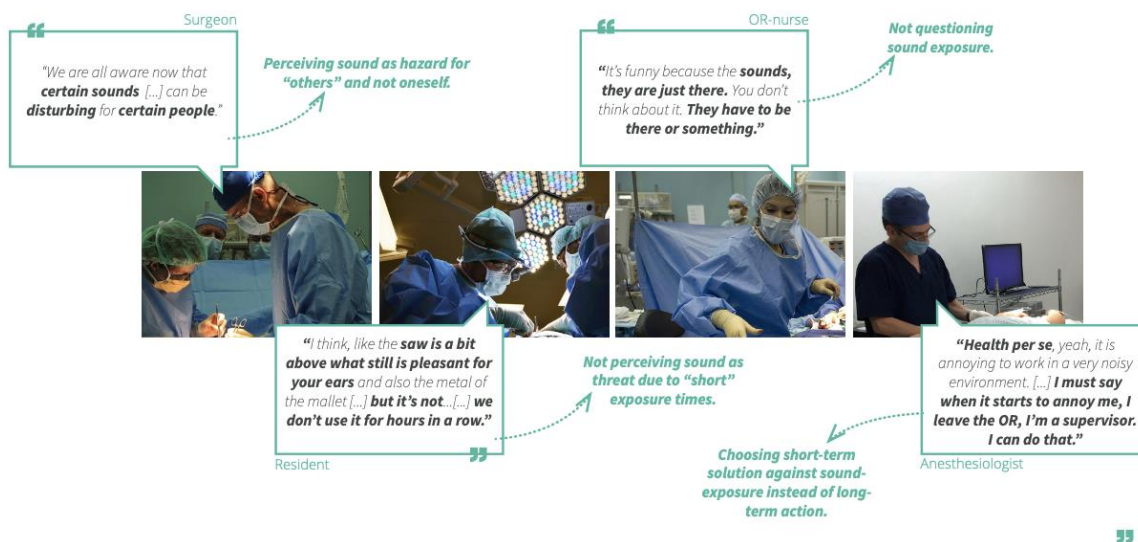 Surgeon
“We are all aware now that
certain sounds [...] can be
disturbing for certain people.”
Perceiving sound as hazard for
“others” and not oneself.
OR-nurse
“It’s funny because the sounds,
they are just there. You don’t
think about it. They have to be
there or something.”
Not questioning
sound exposure.
“I think, like the saw is a bit
above what still is pleasant for
your ears and also the metal of
the mallet [...] but it’s not...[...] we
don’t use it for hours in a row.”
Resident
Not perceiving sound as
threat due to “short”
exposure times.
“Health per se, yeah, it is
annoying to work in a very noisy
environment. [...] I must say
when it starts to annoy me, I
leave the OR, I’m a supervisor.
I can do that.”
Anesthesiologist
Choosing short-term
solution against sound-
exposure instead of long-
term action.